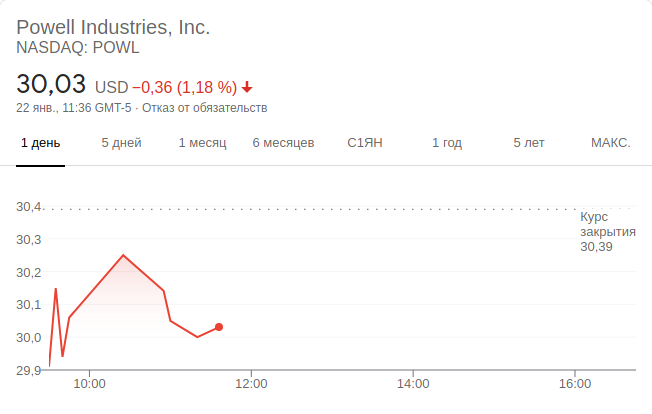 Powell Industries, Inc.
NASDAQ: POWL
30,03 USD −0,36 (1,18 %)
22 янв., 11:36 GMT-5 · Отказ от обязательств
1 день 5 дней 1 месяц 6 месяцев С1ЯН 1 год 5 лет МАКС.
30,4
Курс
закрытия
30,39
30,3
30,2
30,1
30,0
29,9
10:00 12:00 14:00 16:00